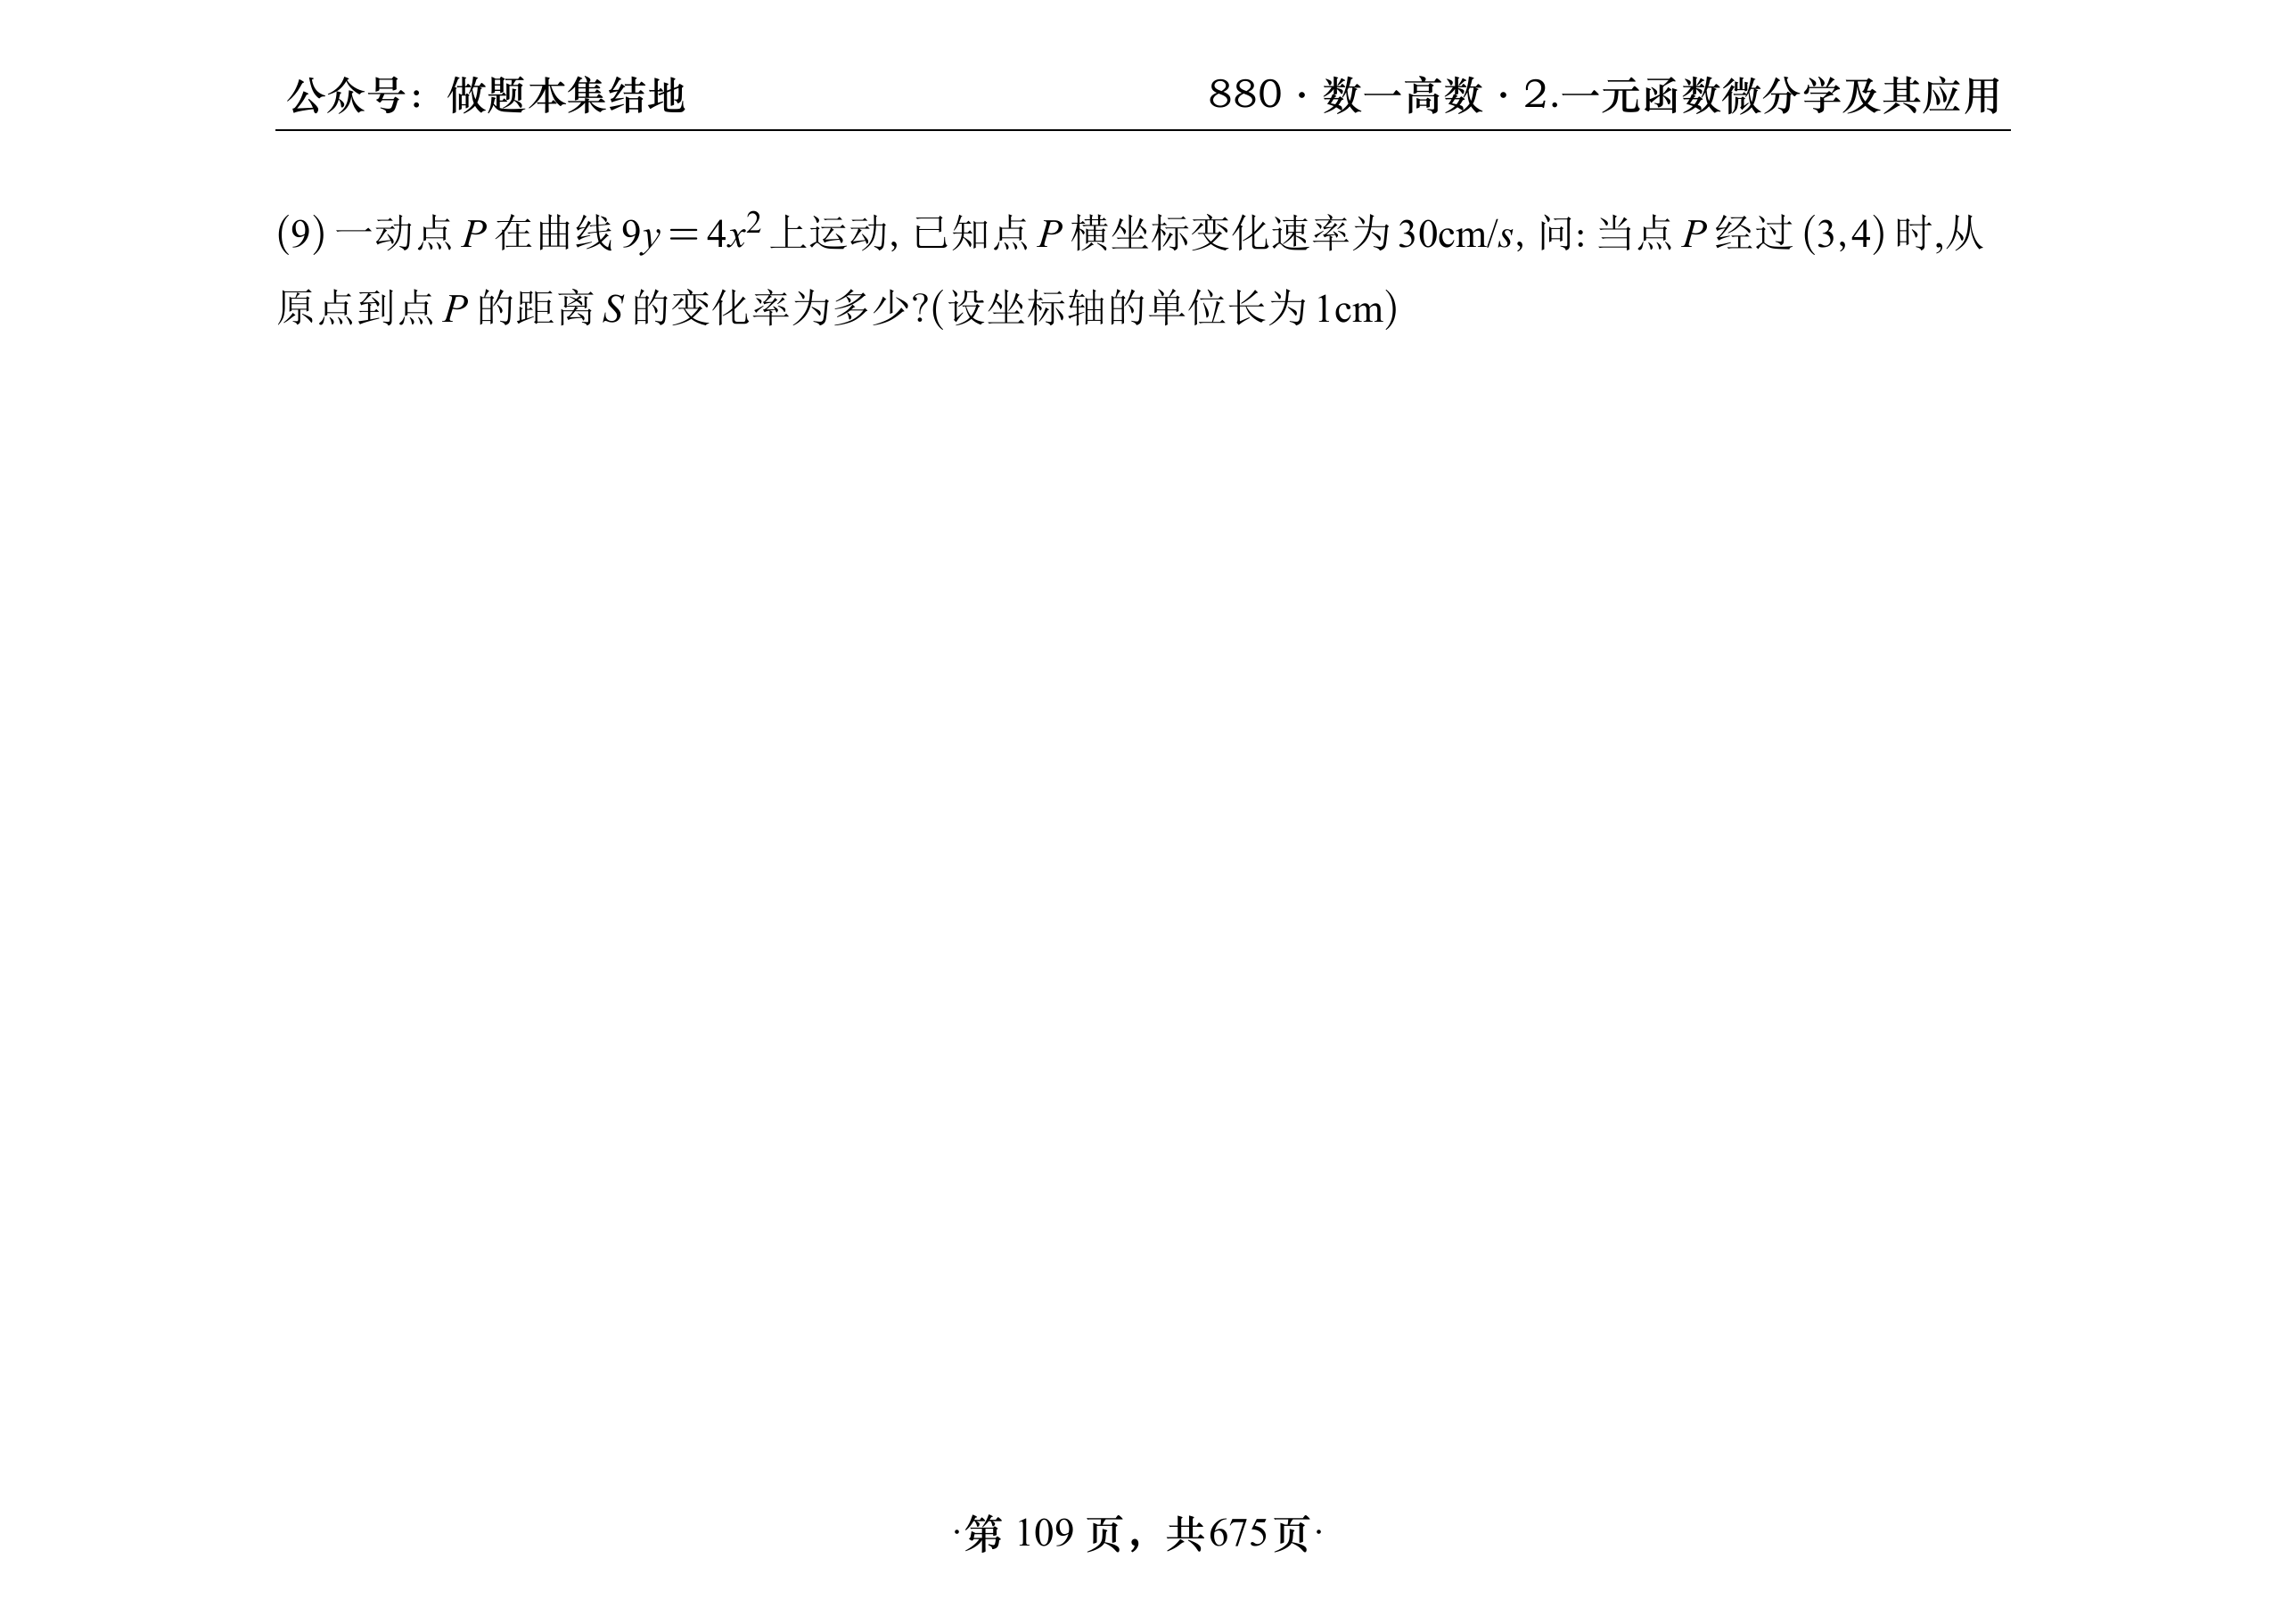 公众号：做题本集结地
880·数一高数·2.一元函数微分学及其应用
(9) 一动点 P 在曲线 9y=4x² 上运动, 已知点 P 横坐标变化速率为 30cm/s, 问: 当点 P 经过 (3,4) 时,从
原点到点 P 的距离 S 的变化率为多少?(设坐标轴的单位长为 1cm)
·第 109 页，共675页·